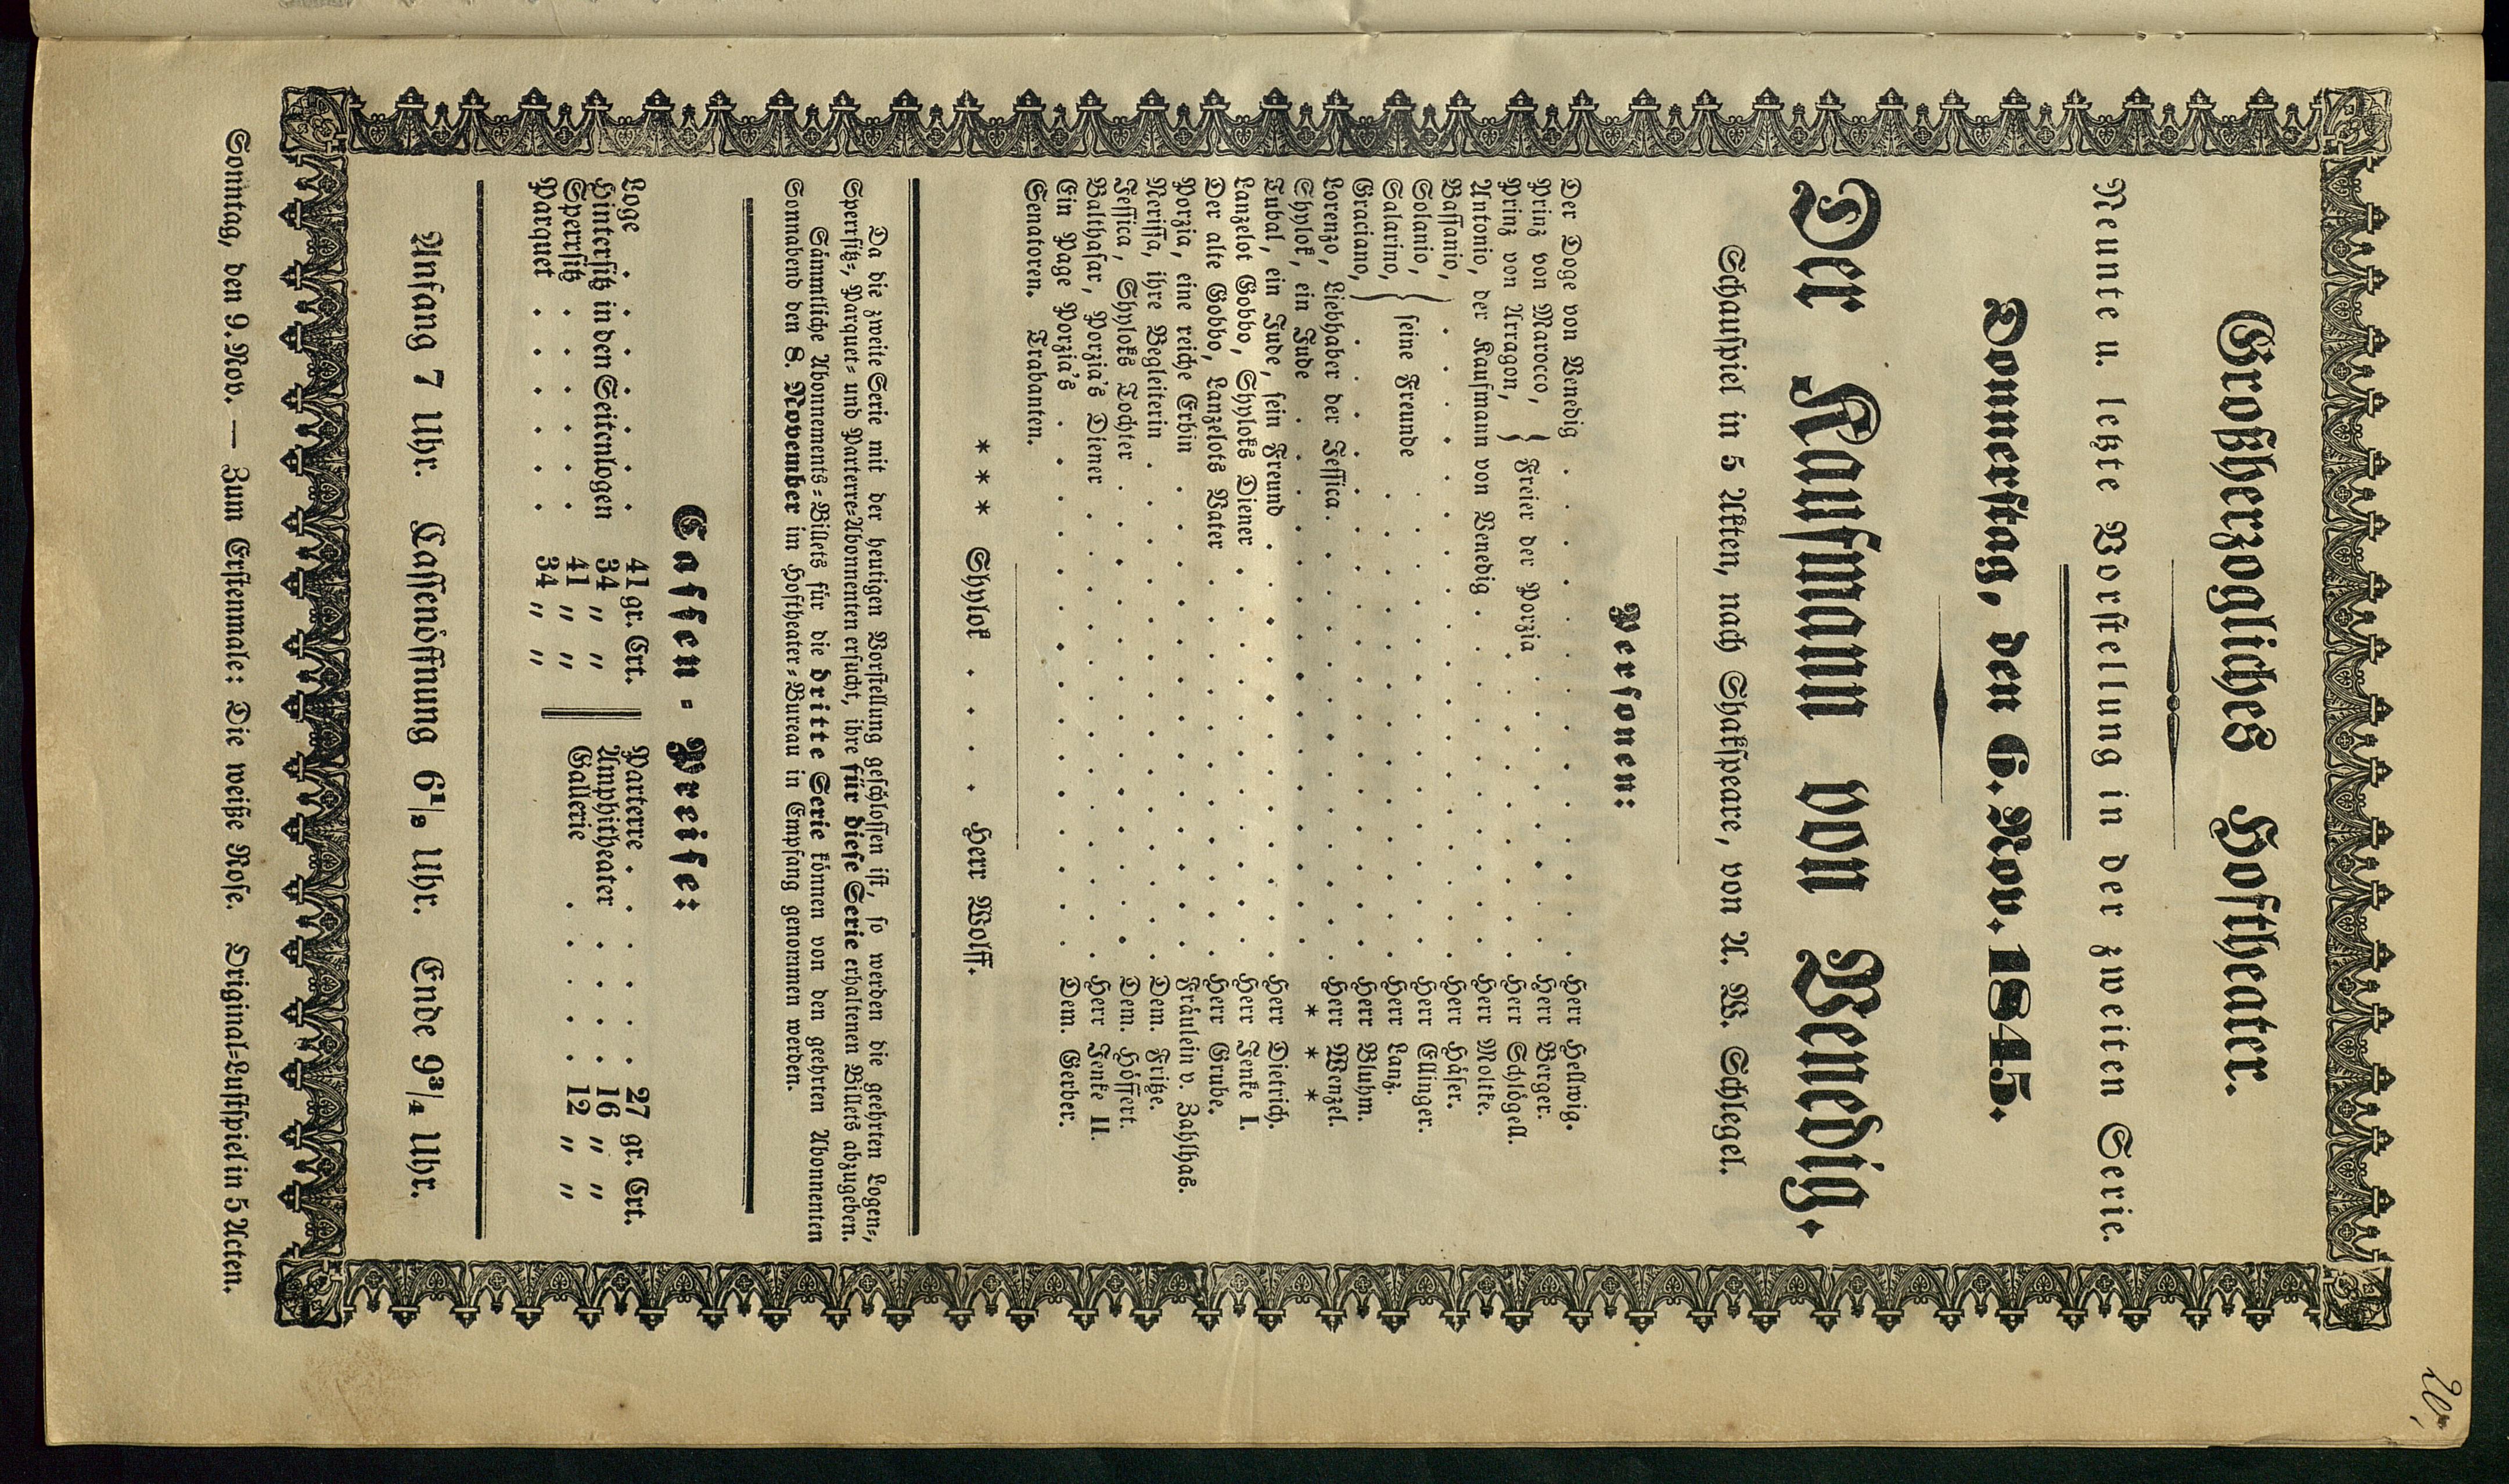 20.
Großherzogliches Hoftheater.
Neunte u. letzte Vorstellung in der zweiten Serie.
Donnerstag, den 6. Nov. 1845.
Der Kaufmann von Venedig.
Schauspiel in 5 Akten, nach Shakspeare, von A. W. Schlegel.
Personen:
Der Doge von Venedig . . . . . . . . . . . Herr Hellwig.
Prinz von Marocco, } Freier der Porzia . . . . . . . . Herr Berger.
Prinz von Arragon, Herr Schlögell.
Antonio, der Kaufmann von Venedig . . . . . . . . Herr Moltke.
Bassanio, } seine Freunde . . . . . . . . Herr Häser.
Solanio, Herr Ellinger.
Salarino, Herr Lanz.
Graciano, Herr Bluhm.
Lorenzo, Liebhaber der Jessica . . . . . . . . Herr Wenzel.
Shylok, ein Jude . . . . . . . . * * *
Tubal, ein Jude, sein Freund . . . . . . . . Herr Dietrich.
Lanzelot Gobbo, Shyloks Diener . . . . . . . . Herr Jenke I.
Der alte Gobbo, Lanzelots Vater . . . . . . . . Herr Grube.
Porzia, eine reiche Erbin . . . . . . . . Fräulein v. Zahlhas.
Nerissa, ihre Begleiterin . . . . . . . . Dem. Fritze.
Jessica, Shyloks Tochter . . . . . . . . Dem. Höffert.
Balthasar, Porzia's Diener . . . . . . . . Herr Jenke II.
Ein Page Porzia's . . . . . . . . Dem. Gerber.
Senatoren. Trabanten.
* * * Shylok . . . . Herr Wolff.
Da die zweite Serie mit der heutigen Vorstellung geschlossen ist, so werden die geehrten Logen-,
Sperrsitz-, Parquet- und Parterre-Abonnenten ersucht, ihre für diese Serie erhaltenen Billets abzugeben.
Sämmtliche Abonnements-Billets für die dritte Serie können von den geehrten Abonnenten
Sonnabend den 8. November im Hoftheater-Bureau in Empfang genommen werden.
Cassen-Preise:
Loge . . . . . . . 41 gr. Crt.
Hintersitz in den Seitenlogen 34 " "
Sperrsitz . . . . . . 41 " "
Parquet . . . . . . 34 " "
Parterre . . . . . . 27 gr. Crt.
Amphitheater . . . . 16 " "
Gallerie . . . . . 12 " "
Anfang 7 Uhr. Cassenöffnung 6½ Uhr. Ende 9¾ Uhr.
Sonntag, den 9. Nov. — Zum Erstenmale: Die weiße Rose. Original-Lustspiel in 5 Acten.